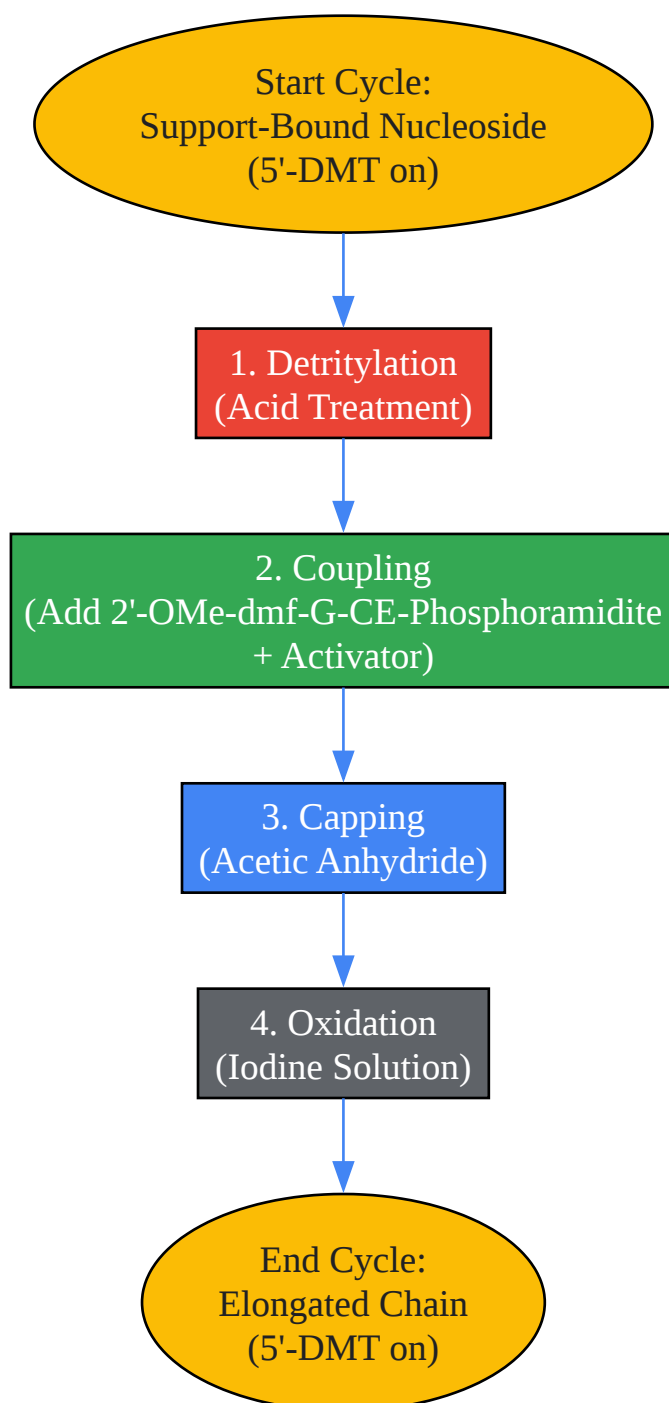 Start Cycle:
Support-Bound Nucleoside
(5'-DMT on)
1. Detritylation
(Acid Treatment)
2. Coupling
(Add 2'-OMe-dmf-G-CE-Phosphoramidite
+ Activator)
3. Capping
(Acetic Anhydride)
4. Oxidation
(Iodine Solution)
End Cycle:
Elongated Chain
(5'-DMT on)